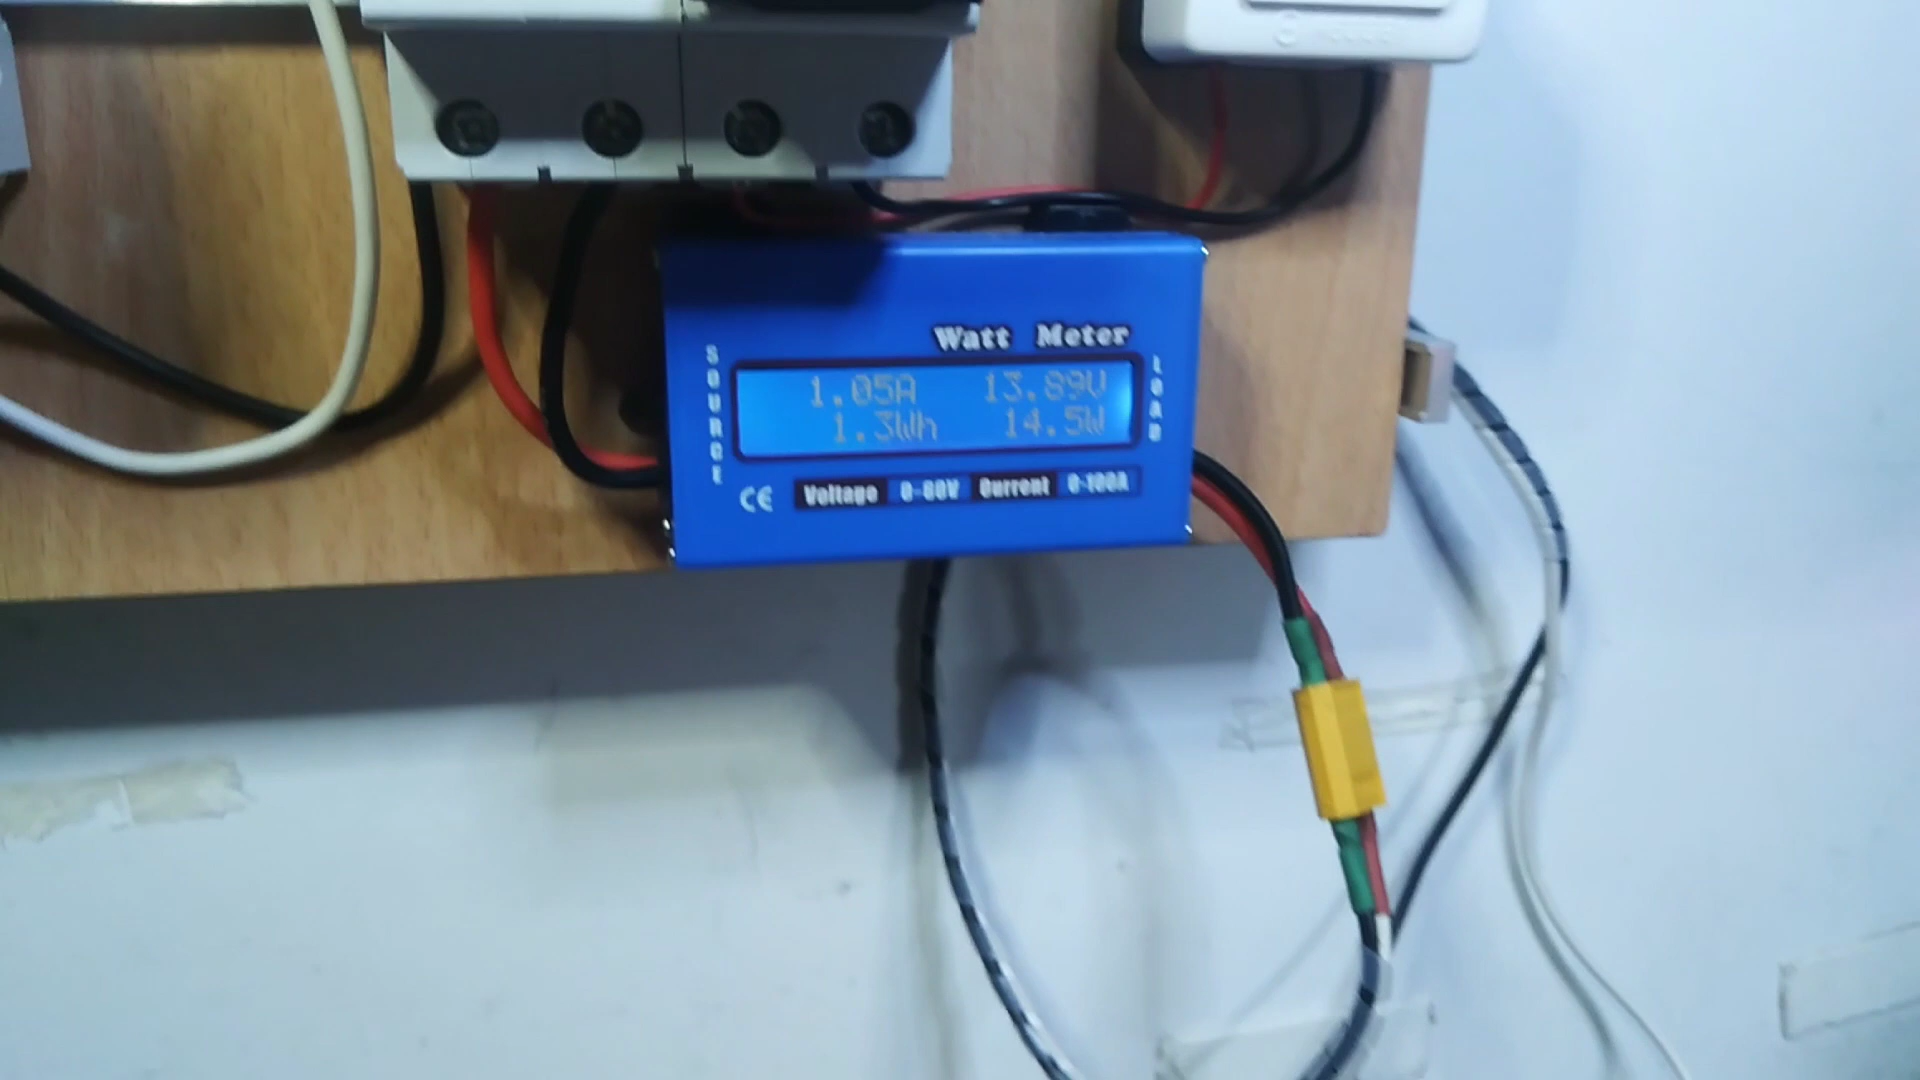 Watt Meter
SOURCE
1.05A 13.89V
1.3Wh 14.5W
LOAD
CE Voltage 0-60V Current 0-100A